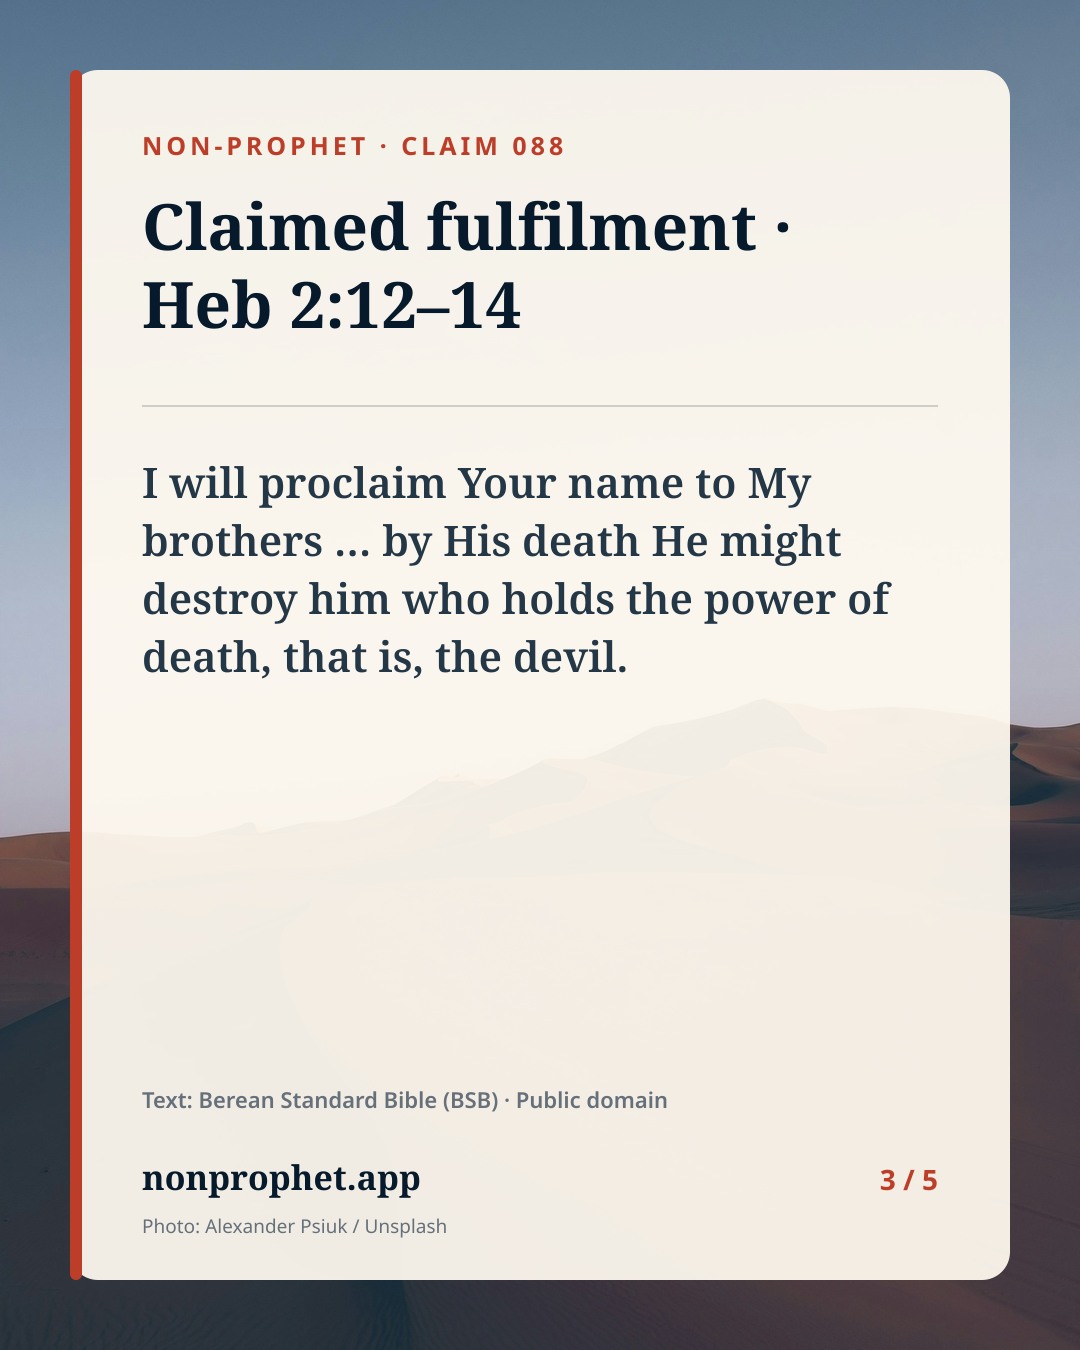 NON-PROPHET · CLAIM 088
Claimed fulfilment ·
Heb 2:12–14
I will proclaim Your name to My
brothers … by His death He might
destroy him who holds the power of
death, that is, the devil.
Text: Berean Standard Bible (BSB) · Public domain
nonprophet.app
3 / 5
Photo: Alexander Psiuk / Unsplash